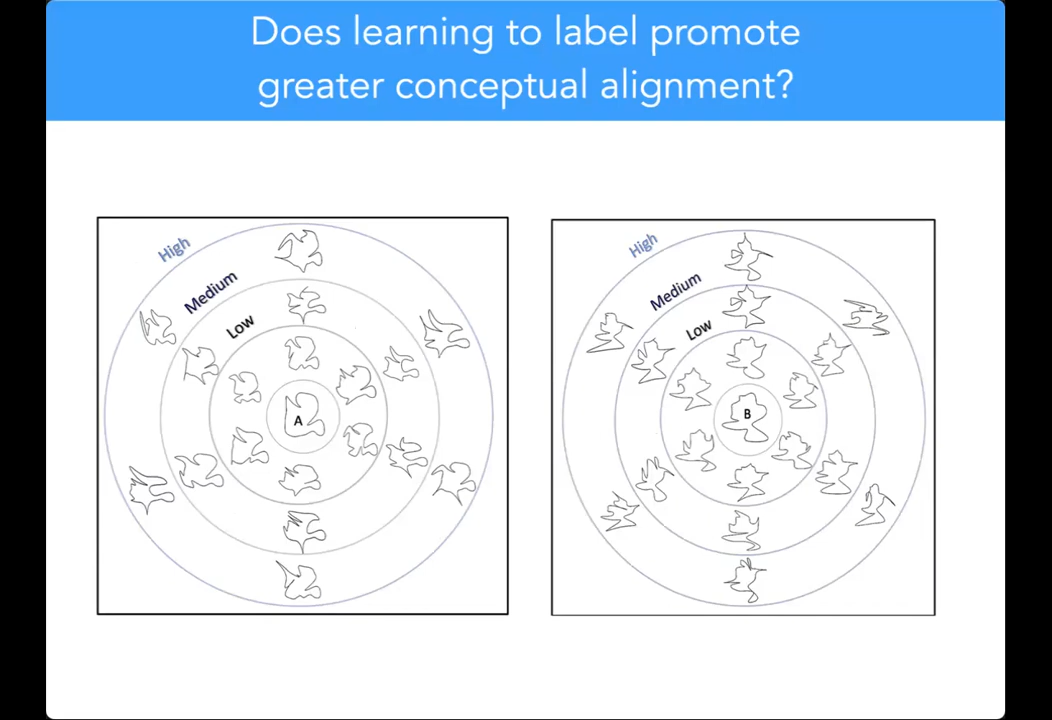 Does learning to label promote
greater conceptual alignment?
High
Medium
Low
A
High
Medium
Low
B